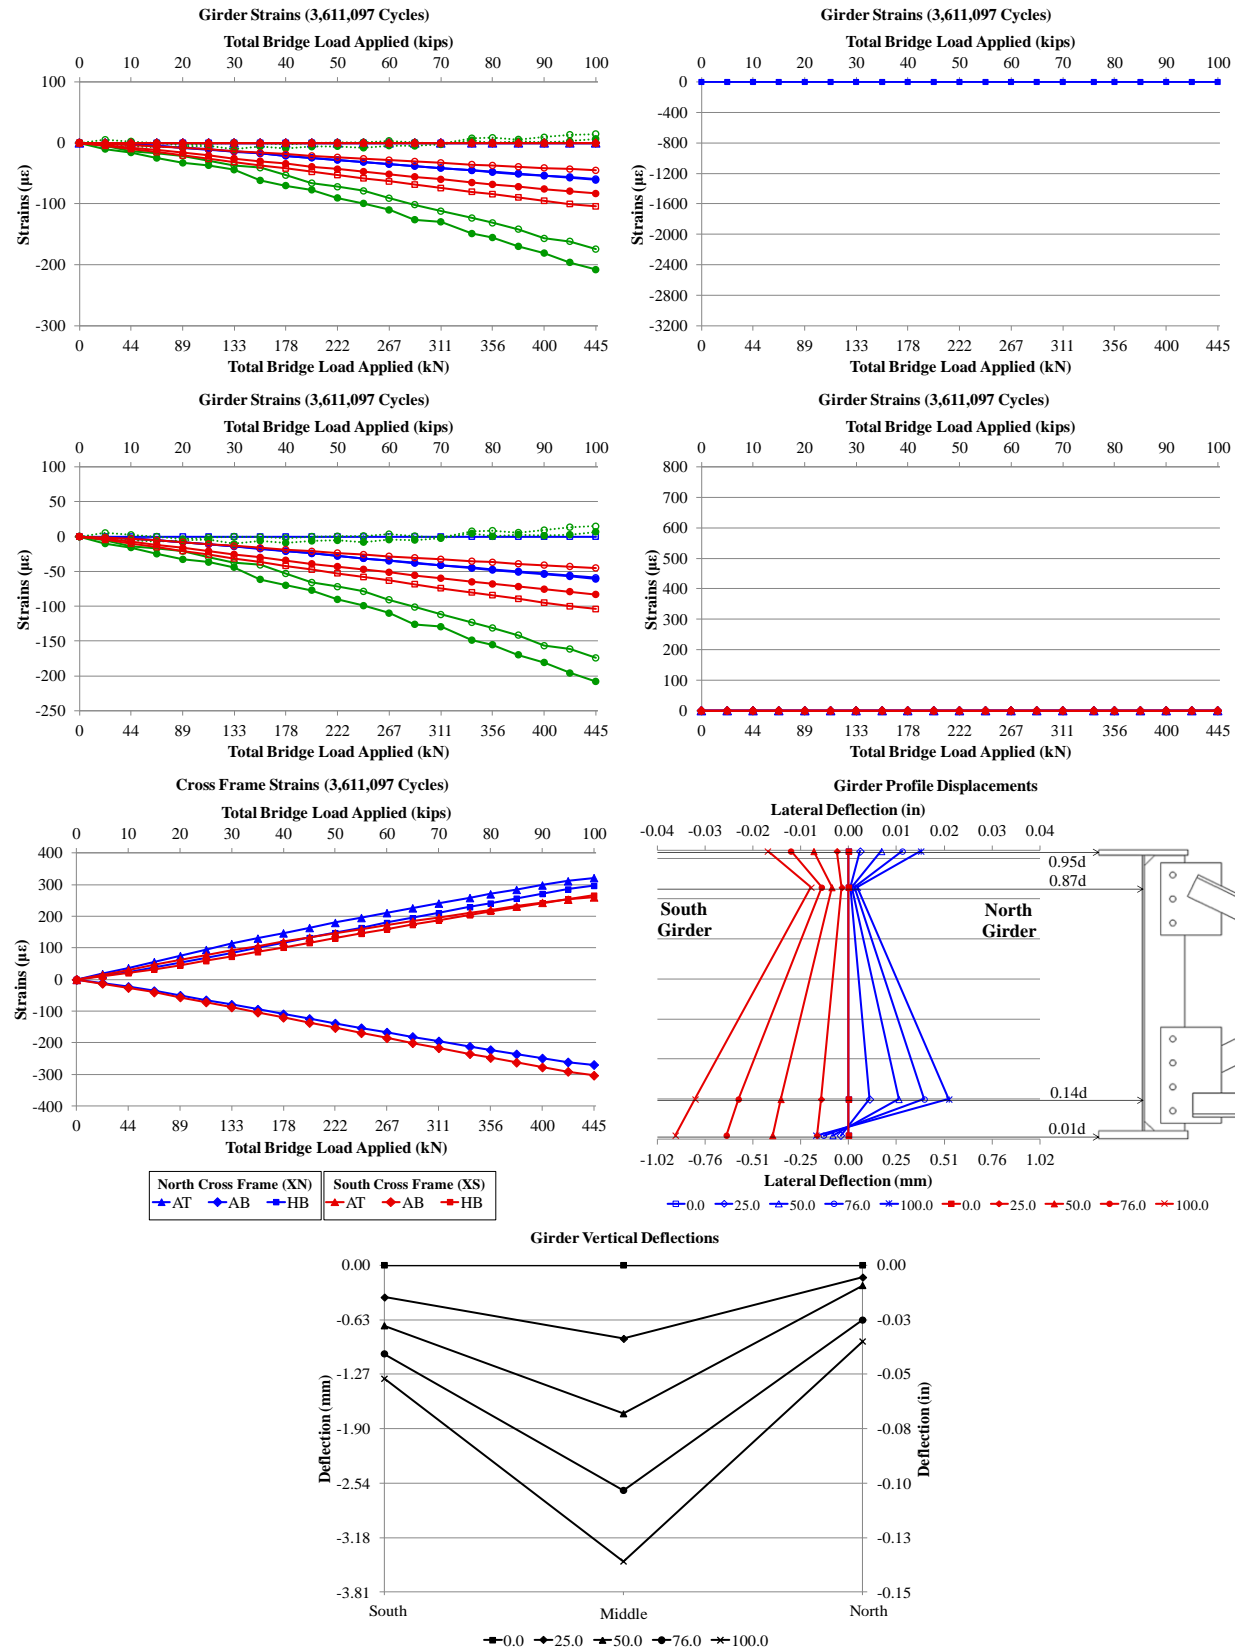 Girder Strains (3,611,097 Cycles)
Total Bridge Load Applied (kips)
0 10 20 30 40 50 60 70 80 90 100
100
0
-100
-200
-300
Strains (με)
0 44 89 133 178 222 267 311 356 400 445
Total Bridge Load Applied (kN)
Girder Strains (3,611,097 Cycles)
Total Bridge Load Applied (kips)
0 10 20 30 40 50 60 70 80 90 100
0
-400
-800
-1200
-1600
-2000
-2400
-2800
-3200
Strains (με)
0 44 89 133 178 222 267 311 356 400 445
Total Bridge Load Applied (kN)
Girder Strains (3,611,097 Cycles)
Total Bridge Load Applied (kips)
0 10 20 30 40 50 60 70 80 90 100
100
50
0
-50
-100
-150
-200
-250
Strains (με)
0 44 89 133 178 222 267 311 356 400 445
Total Bridge Load Applied (kN)
Girder Strains (3,611,097 Cycles)
Total Bridge Load Applied (kips)
0 10 20 30 40 50 60 70 80 90 100
800
700
600
500
400
300
200
100
0
Strains (με)
0 44 89 133 178 222 267 311 356 400 445
Total Bridge Load Applied (kN)
Cross Frame Strains (3,611,097 Cycles)
Total Bridge Load Applied (kips)
0 10 20 30 40 50 60 70 80 90 100
400
300
200
100
0
-100
-200
-300
-400
Strains (με)
0 44 89 133 178 222 267 311 356 400 445
Total Bridge Load Applied (kN)
North Cross Frame (XN)
AT AB HB
South Cross Frame (XS)
AT AB HB
Girder Profile Displacements
Lateral Deflection (in)
-0.04 -0.03 -0.02 -0.01 0.00 0.01 0.02 0.03 0.04
0.95d
0.87d
South Girder
North Girder
0.14d
0.01d
-1.02 -0.76 -0.51 -0.25 0.00 0.25 0.51 0.76 1.02
Lateral Deflection (mm)
0.0 25.0 50.0 76.0 100.0 0.0 25.0 50.0 76.0 100.0
Girder Vertical Deflections
0.00
-0.63
-1.27
-1.90
-2.54
-3.18
-3.81
Deflection (mm)
0.00
-0.03
-0.05
-0.08
-0.10
-0.13
-0.15
Deflection (in)
South Middle North
0.0 25.0 50.0 76.0 100.0